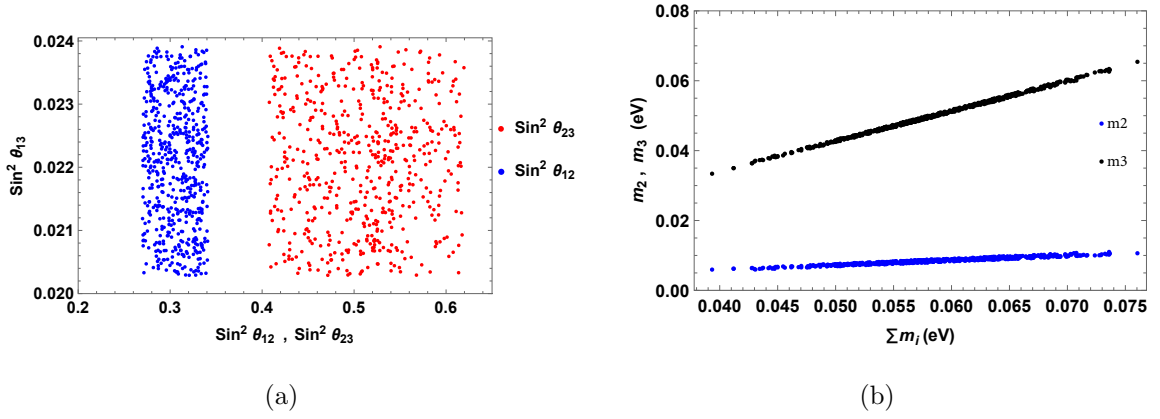 0.024
0.023
0.022
0.021
0.020
Sin² θ₁₃
0.2 0.3 0.4 0.5 0.6
Sin² θ₁₂ , Sin² θ₂₃
Sin² θ₂₃
Sin² θ₁₂
(a)
0.08
0.06
0.04
0.02
0.00
m₂ , m₃ (eV)
0.040 0.045 0.050 0.055 0.060 0.065 0.070 0.075
∑mᵢ (eV)
m2
m3
(b)